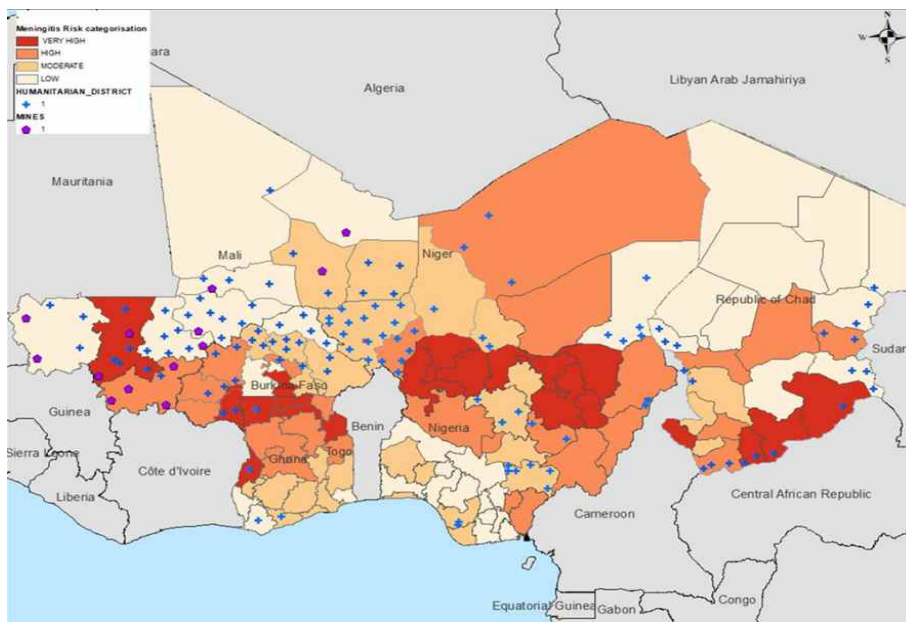 Meningitis Risk categorisation
VERY HIGH
HIGH
MODERATE
LOW
HUMANITARIAN_DISTRICT
1
MINES
1
N
W
S
ara
Algeria
Libyan Arab Jamahiriya
Mauritania
Mali
Niger
Republic of Chad
Sudan
Burkina Faso
Guinea
Benin
Nigeria
Sierra Leone
Ghana
Togo
Côte d'Ivoire
Liberia
Central African Republic
Cameroon
Equatorial Guinea
Gabon
Congo